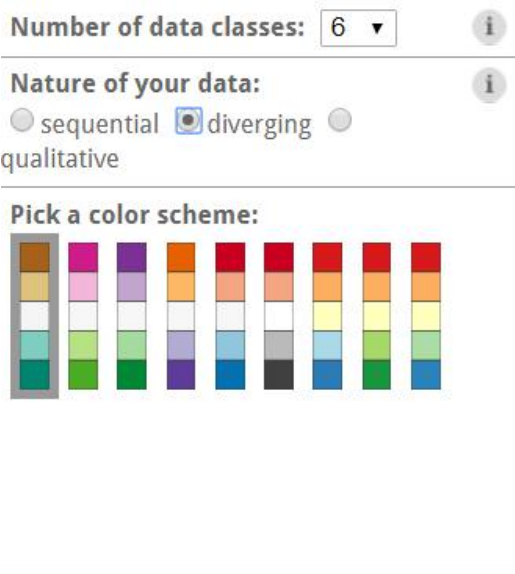 Number of data classes: 6 ▼ i
Nature of your data: i
sequential diverging
qualitative
Pick a color scheme: